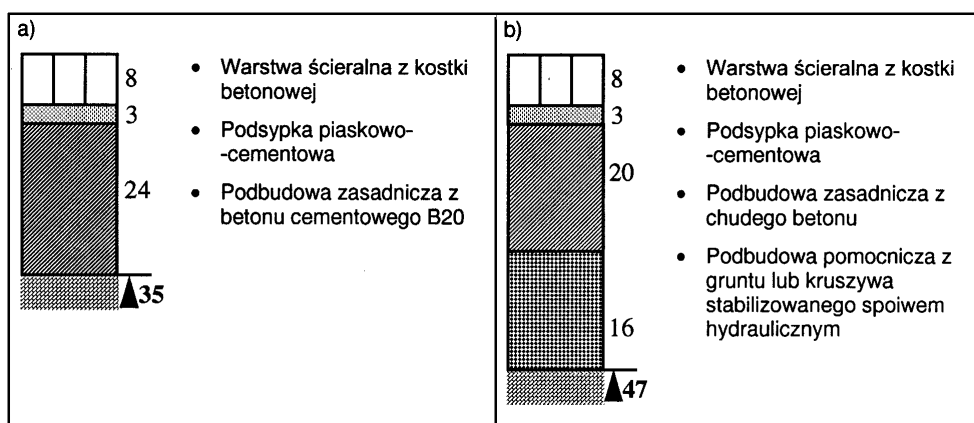 a)
8
3
24
35
• Warstwa ścieralna z kostki
betonowej
• Podsypka piaskowo-
-cementowa
• Podbudowa zasadnicza z
betonu cementowego B20
b)
8
3
20
16
47
• Warstwa ścieralna z kostki
betonowej
• Podsypka piaskowo-
-cementowa
• Podbudowa zasadnicza z
chudego betonu
• Podbudowa pomocnicza z
gruntu lub kruszywa
stabilizowanego spoiwem
hydraulicznym